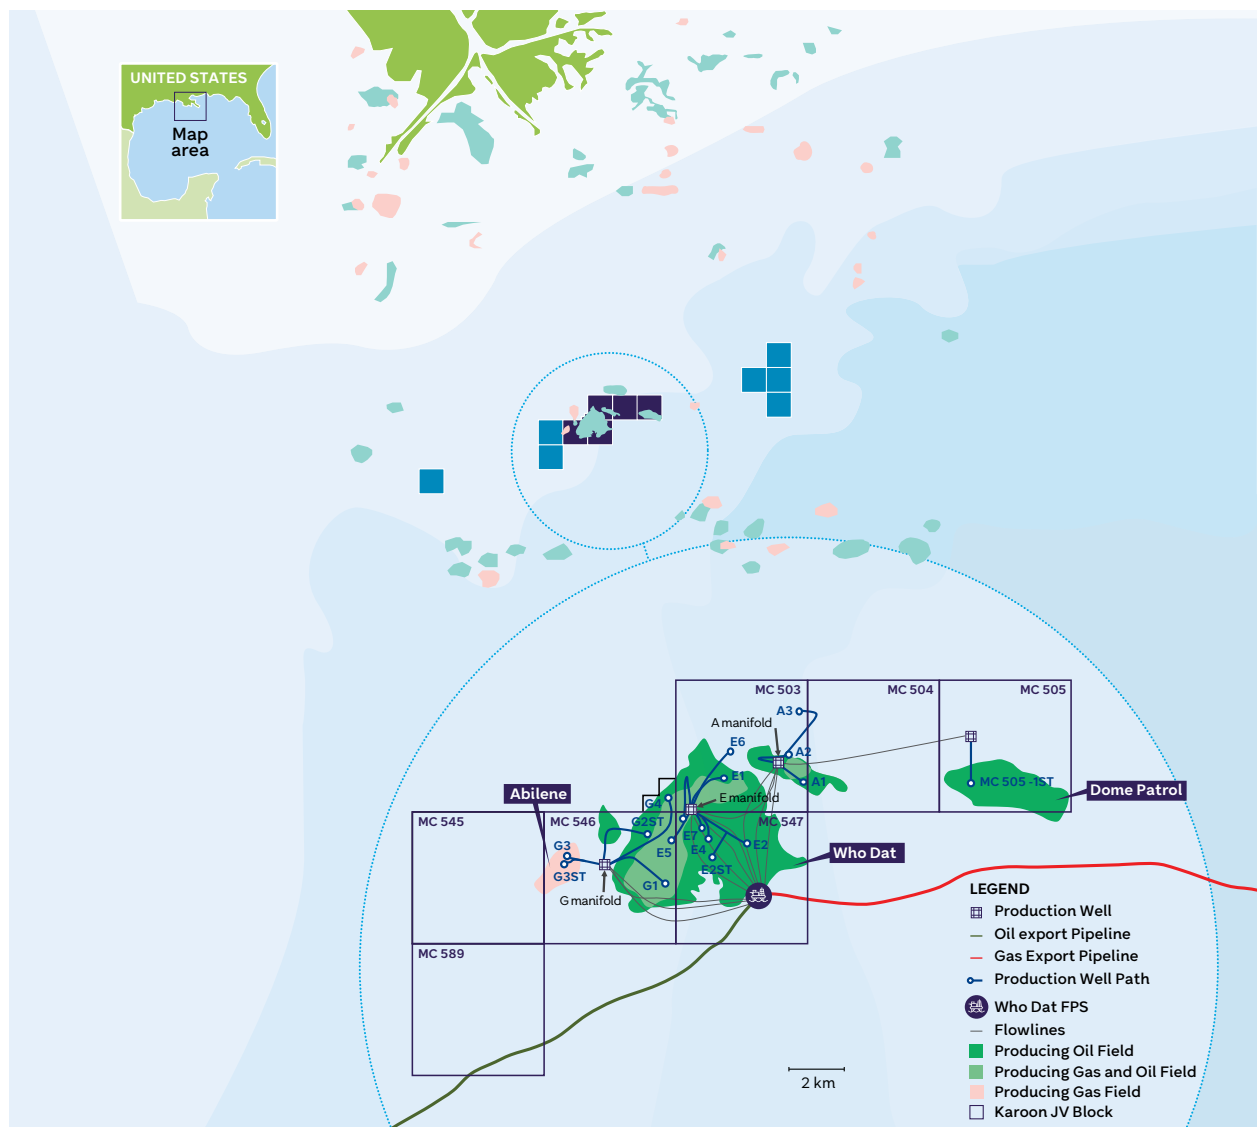 UNITED STATES
Map
area
MC 503
MC 504
MC 505
A3
A manifold
E6
A2
E1
A1
MC 505 -1ST
Dome Patrol
Abilene
G4
E manifold
MC 545
MC 546
G2ST
MC 547
E7
G3
E5
E4
E2
Who Dat
G3ST
E2ST
G1
G manifold
MC 589
LEGEND
Production Well
Oil export Pipeline
Gas Export Pipeline
Production Well Path
Who Dat FPS
Flowlines
Producing Oil Field
Producing Gas and Oil Field
Producing Gas Field
Karoon JV Block
2 km